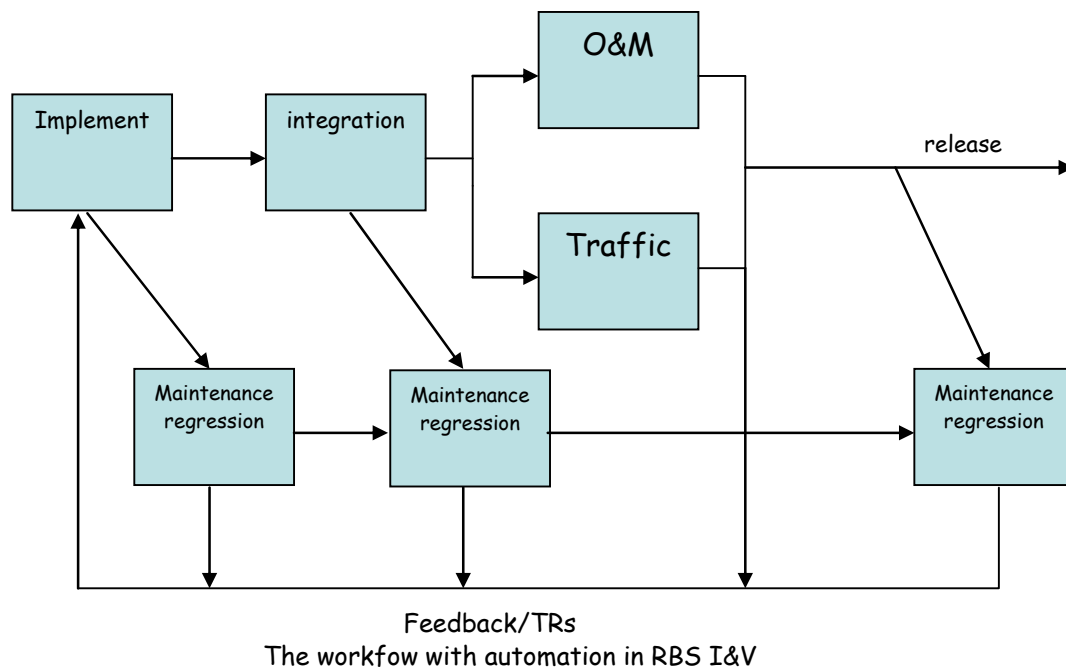 O&M
Implement
integration
release
Traffic
Maintenance
regression
Maintenance
regression
Maintenance
regression
Feedback/TRs
The workfow with automation in RBS I&V